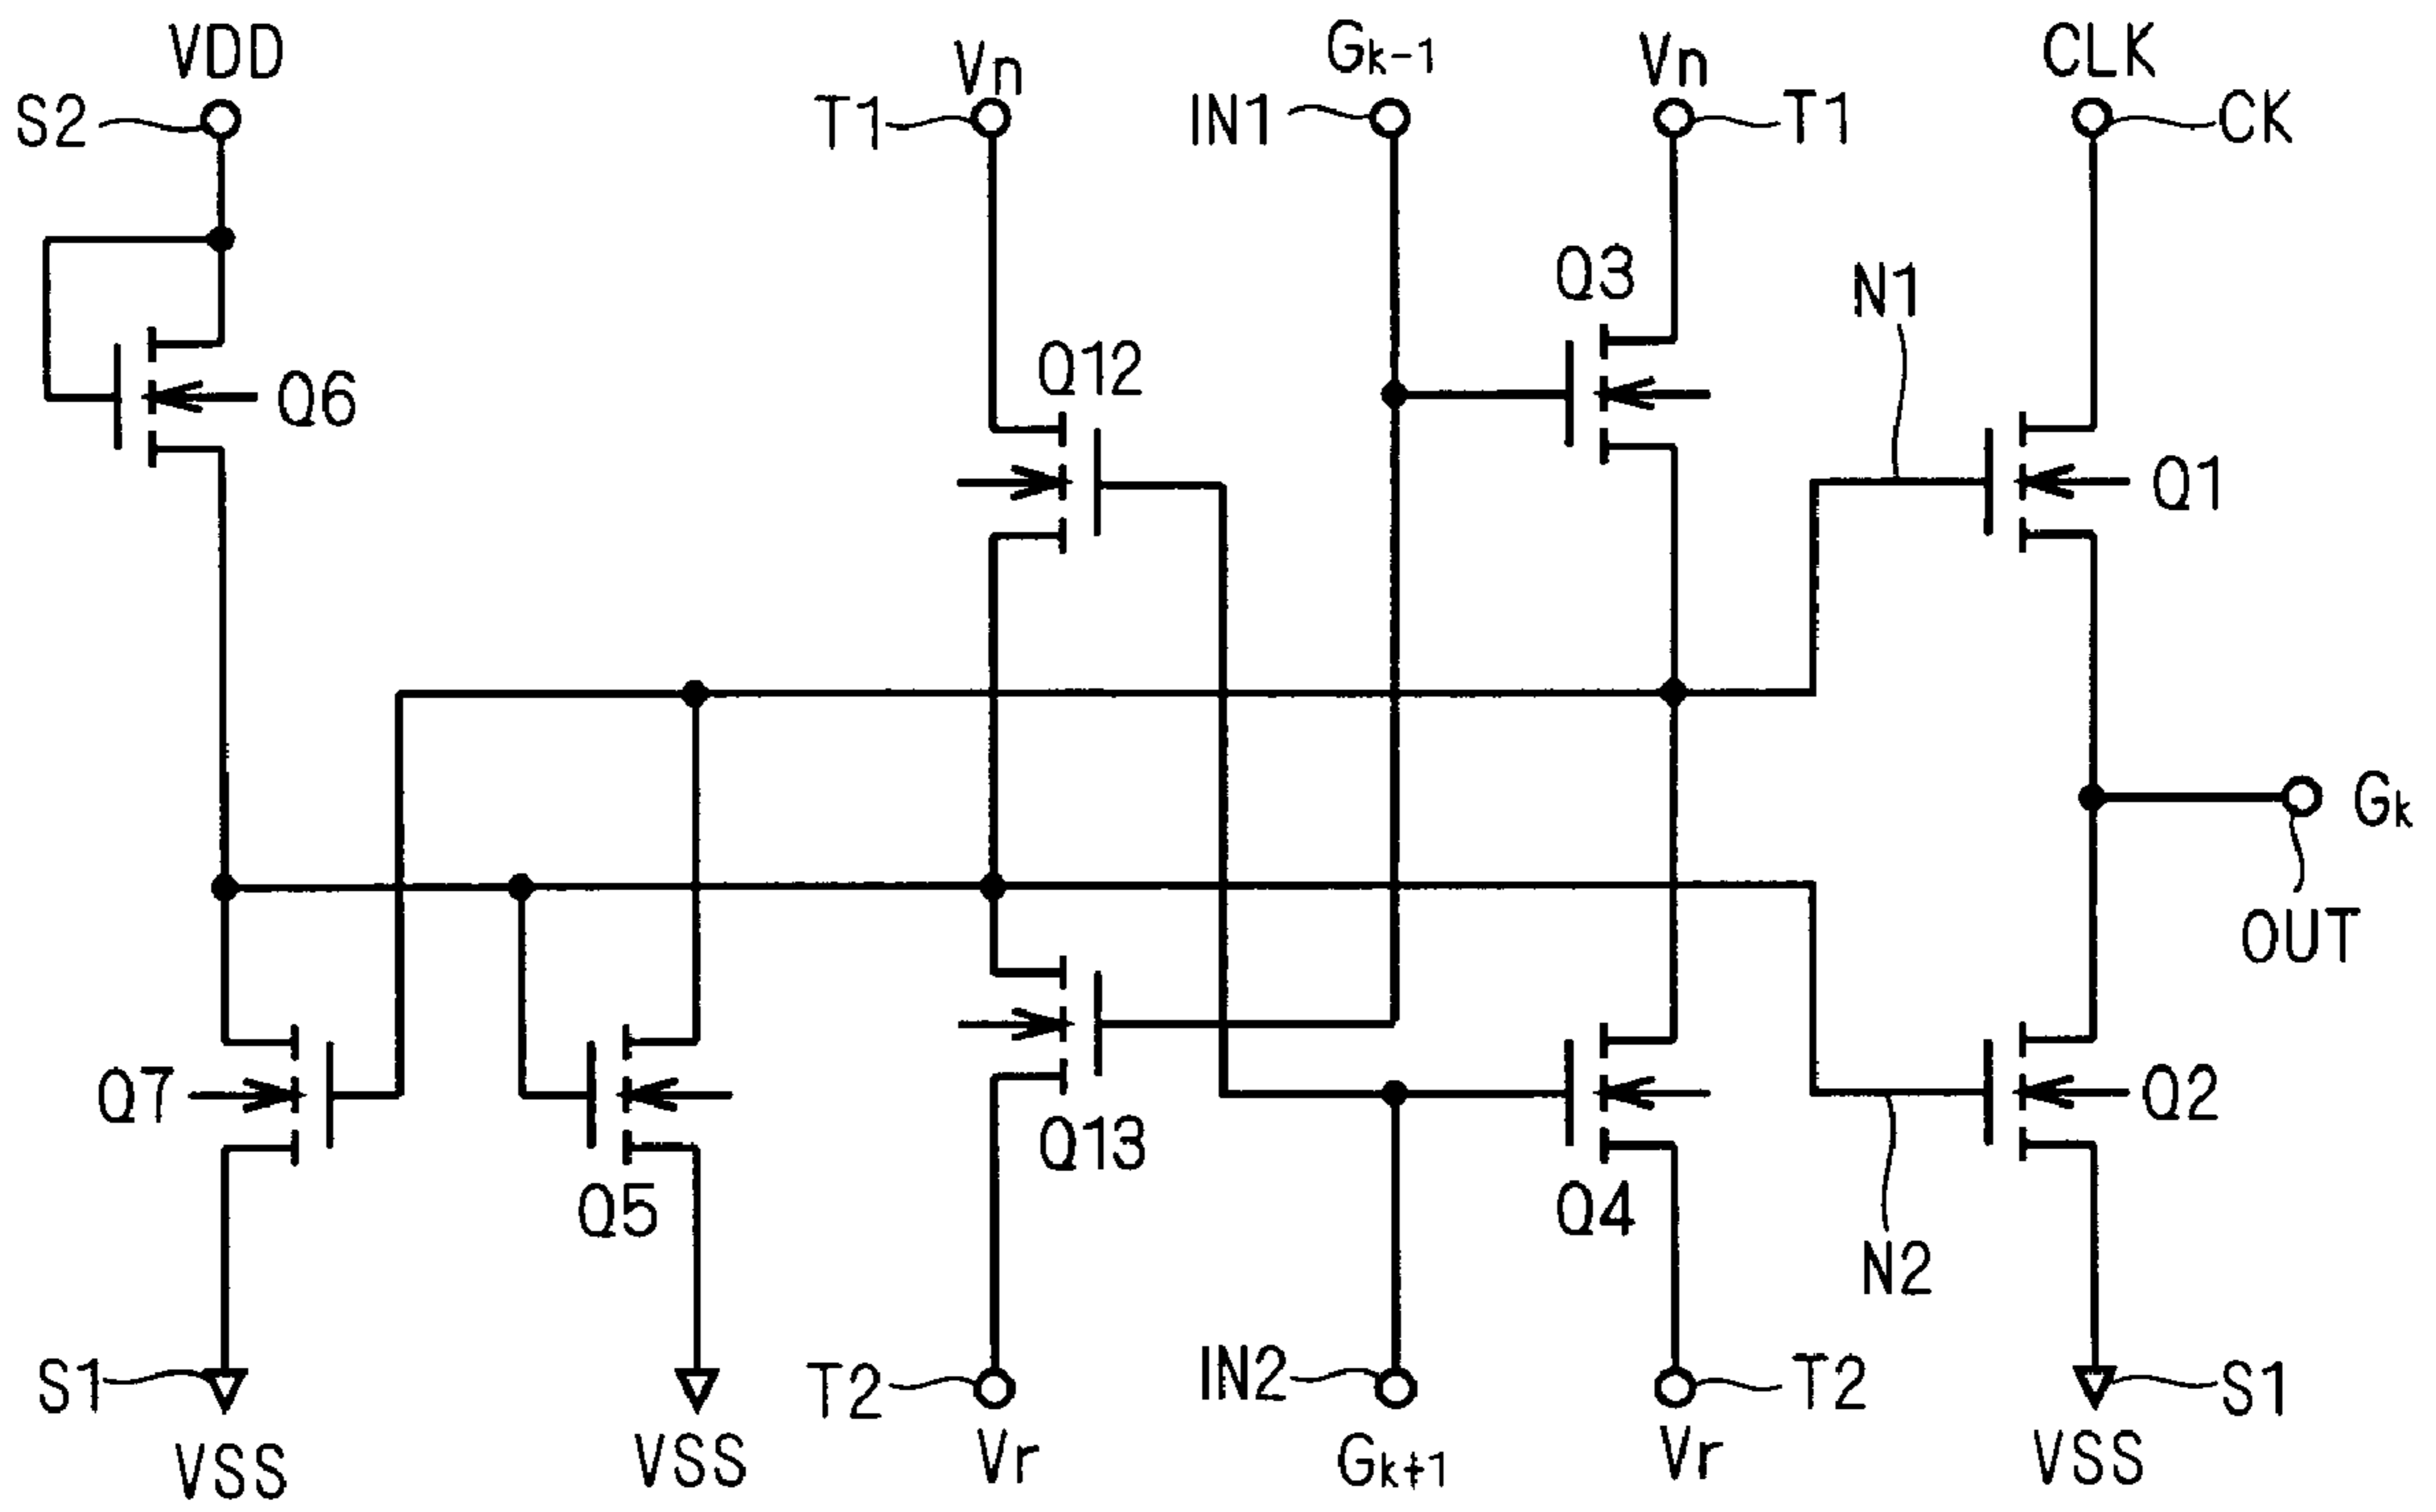 VDD
Vn
Gk-1
Vn
CLK
S2
T1
IN1
T1
CK
Q3
N1
Q12
Q6
Q1
Gk
OUT
Q7
Q2
Q13
Q5
Q4
N2
S1
T2
IN2
T2
S1
VSS
VSS
Vr
Gk+1
Vr
VSS